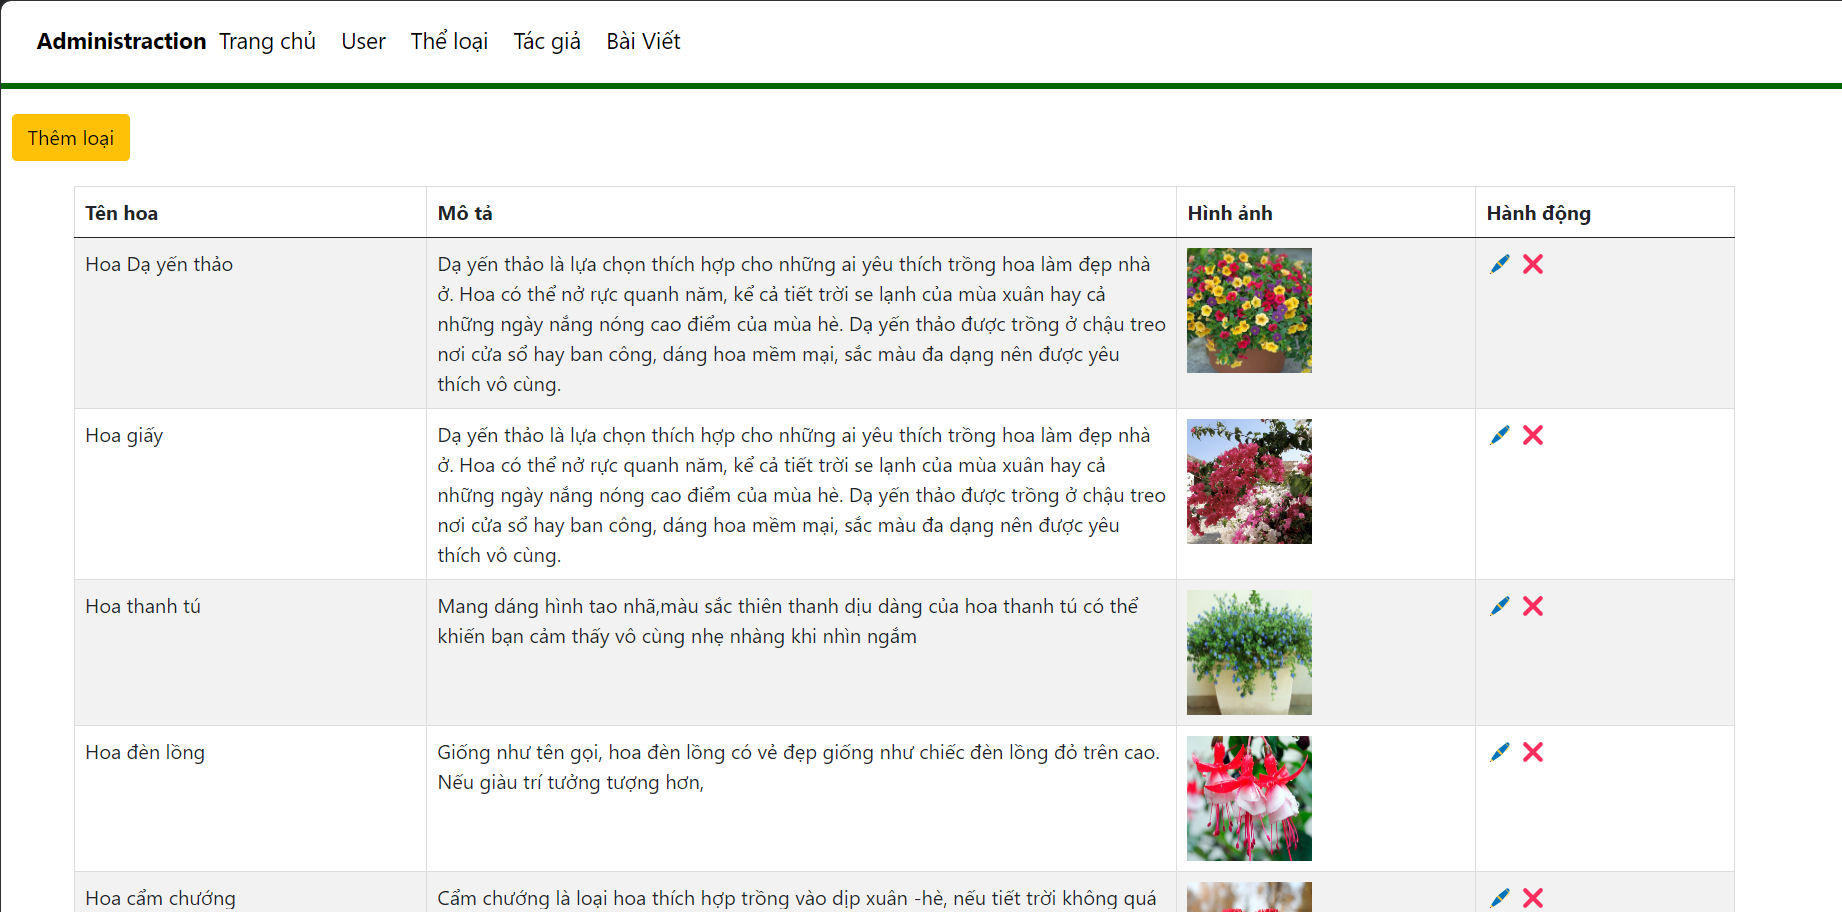 Administraction Trang chủ User Thể loại Tác giả Bài Viết
Thêm loại
Tên hoa Mô tả Hình ảnh Hành động
Hoa Dạ yến thảo
Dạ yến thảo là lựa chọn thích hợp cho những ai yêu thích trồng hoa làm đẹp nhà
ở. Hoa có thể nở rực quanh năm, kể cả tiết trời se lạnh của mùa xuân hay cả
những ngày nắng nóng cao điểm của mùa hè. Dạ yến thảo được trồng ở chậu treo
nơi cửa sổ hay ban công, dáng hoa mềm mại, sắc màu đa dạng nên được yêu
thích vô cùng.
Hoa giấy
Dạ yến thảo là lựa chọn thích hợp cho những ai yêu thích trồng hoa làm đẹp nhà
ở. Hoa có thể nở rực quanh năm, kể cả tiết trời se lạnh của mùa xuân hay cả
những ngày nắng nóng cao điểm của mùa hè. Dạ yến thảo được trồng ở chậu treo
nơi cửa sổ hay ban công, dáng hoa mềm mại, sắc màu đa dạng nên được yêu
thích vô cùng.
Hoa thanh tú
Mang dáng hình tao nhã,màu sắc thiên thanh dịu dàng của hoa thanh tú có thể
khiến bạn cảm thấy vô cùng nhẹ nhàng khi nhìn ngắm
Hoa đèn lồng
Giống như tên gọi, hoa đèn lồng có vẻ đẹp giống như chiếc đèn lồng đỏ trên cao.
Nếu giàu trí tưởng tượng hơn,
Hoa cẩm chướng
Cẩm chướng là loại hoa thích hợp trồng vào dịp xuân -hè, nếu tiết trời không quá